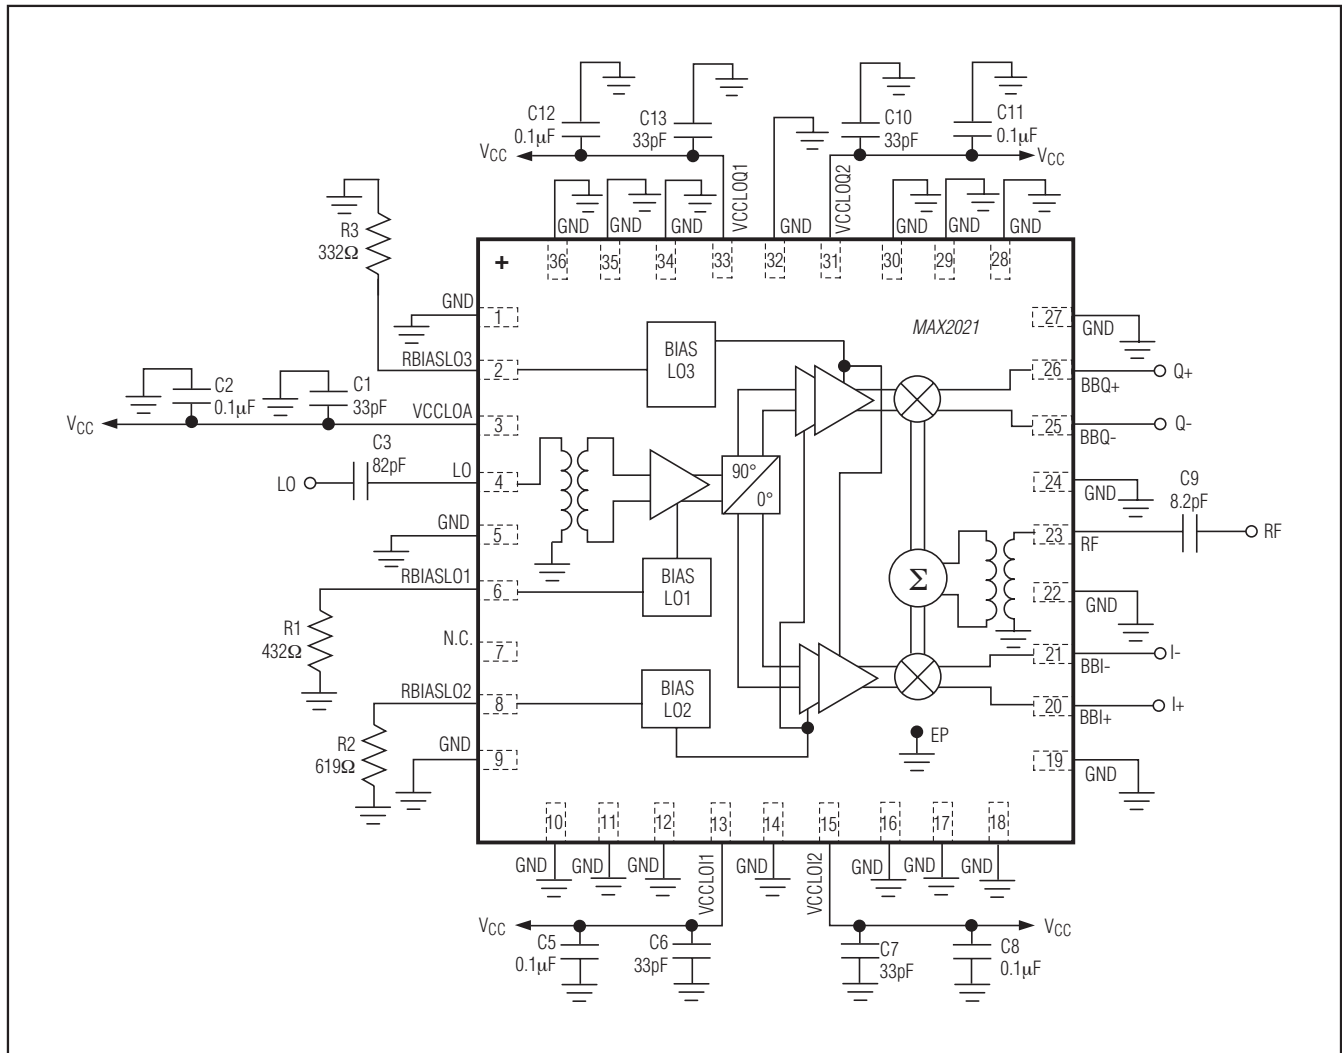 C12
0.1µF
C13
33pF
C10
33pF
C11
0.1µF
VCC
VCC
VCCLOQ1
VCCLOQ2
GND
GND
GND
GND
GND
GND
GND
36
35
34
33
32
31
30
29
28
+
R3
332Ω
GND
1
RBIASLO3
2
C2
0.1µF
C1
33pF
VCC
VCCLOA
3
C3
82pF
LO
LO
4
GND
5
RBIASLO1
6
R1
432Ω
N.C.
7
RBIASLO2
8
R2
619Ω
GND
9
MAX2021
BIAS
LO3
90°
0°
BIAS
LO1
BIAS
LO2
Σ
EP
27
GND
26
BBQ+
Q+
25
BBQ-
Q-
24
GND
C9
8.2pF
23
RF
RF
22
GND
21
BBI-
I-
20
BBI+
I+
19
GND
10
11
12
13
14
15
16
17
18
GND
GND
GND
VCCLOI1
GND
VCCLOI2
GND
GND
GND
VCC
VCC
C5
0.1µF
C6
33pF
C7
33pF
C8
0.1µF